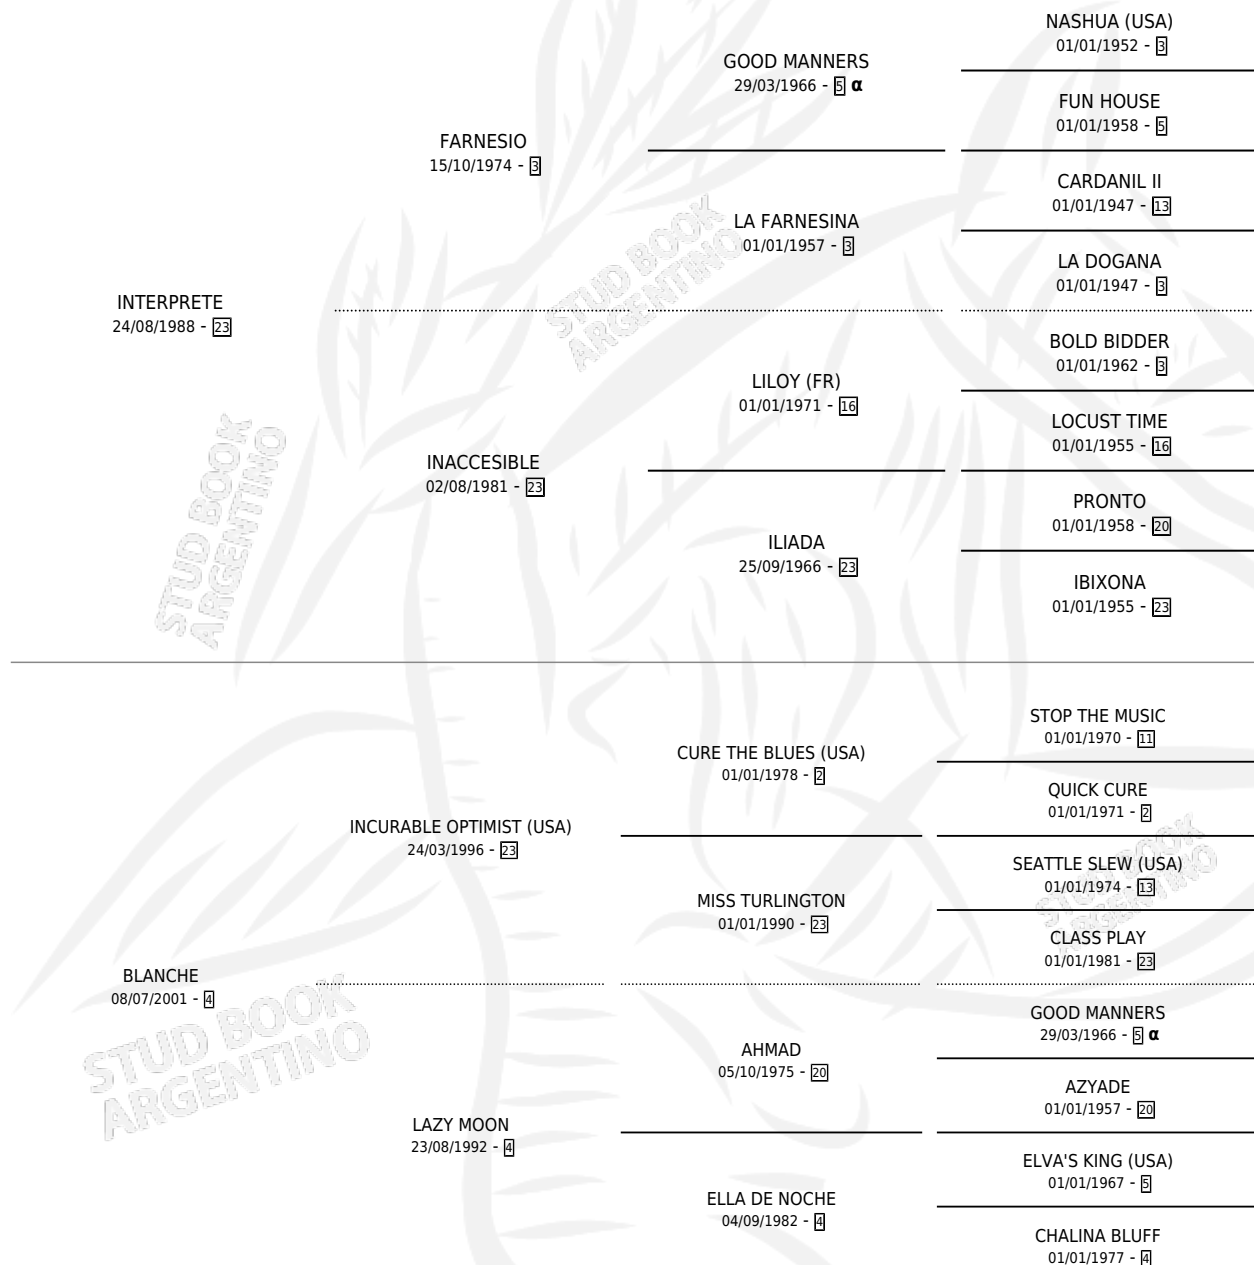 NASHUA (USA)
01/01/1952 - 3
GOOD MANNERS
29/03/1966 - 5 α
FUN HOUSE
01/01/1958 - 5
FARNESIO
15/10/1974 - 3
CARDANIL II
01/01/1947 - 13
LA FARNESINA
01/01/1957 - 3
LA DOGANA
01/01/1947 - 3
INTERPRETE
24/08/1988 - 23
BOLD BIDDER
01/01/1962 - 3
LILOY (FR)
01/01/1971 - 16
LOCUST TIME
01/01/1955 - 16
INACCESIBLE
02/08/1981 - 23
PRONTO
01/01/1958 - 20
ILIADA
25/09/1966 - 23
IBIXONA
01/01/1955 - 23
STOP THE MUSIC
01/01/1970 - 11
CURE THE BLUES (USA)
01/01/1978 - 2
QUICK CURE
01/01/1971 - 2
INCURABLE OPTIMIST (USA)
24/03/1996 - 23
SEATTLE SLEW (USA)
01/01/1974 - 13
MISS TURLINGTON
01/01/1990 - 23
CLASS PLAY
01/01/1981 - 23
BLANCHE
08/07/2001 - 4
GOOD MANNERS
29/03/1966 - 5 α
AHMAD
05/10/1975 - 20
AZYADE
01/01/1957 - 20
LAZY MOON
23/08/1992 - 4
ELVA'S KING (USA)
01/01/1967 - 5
ELLA DE NOCHE
04/09/1982 - 4
CHALINA BLUFF
01/01/1977 - 4
STUD BOOK
ARGENTINO
STUD BOOK
ARGENTINO
STUD BOOK
ARGENTINO
STUD BOOK
ARGENTINO